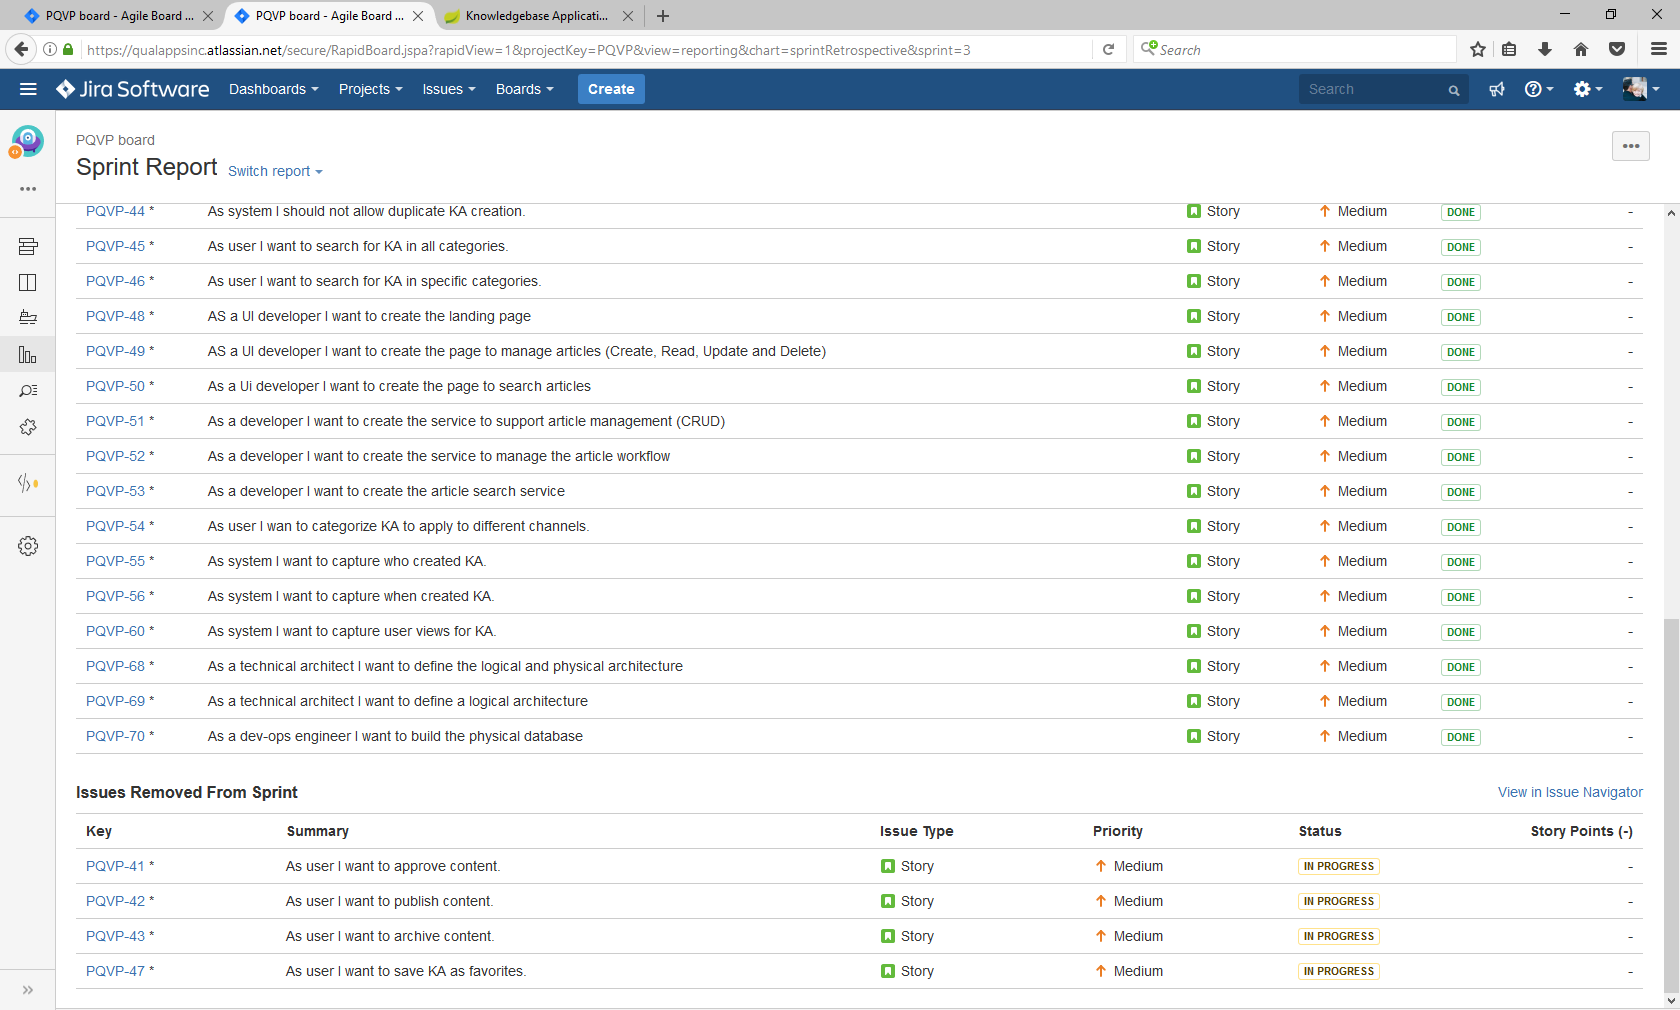 PQVP board - Agile Board ...
PQVP board - Agile Board ...
Knowledgebase Applicati...
https://qualappsinc.atlassian.net/secure/RapidBoard.jspa?rapidView=1&projectKey=PQVP&view=reporting&chart=sprintRetrospective&sprint=3
Search
Jira Software Dashboards Projects Issues Boards Create Search
PQVP board
Sprint Report Switch report
PQVP-44 * As system I should not allow duplicate KA creation. Story Medium DONE -
PQVP-45 * As user I want to search for KA in all categories. Story Medium DONE -
PQVP-46 * As user I want to search for KA in specific categories. Story Medium DONE -
PQVP-48 * AS a UI developer I want to create the landing page Story Medium DONE -
PQVP-49 * AS a UI developer I want to create the page to manage articles (Create, Read, Update and Delete) Story Medium DONE -
PQVP-50 * As a Ui developer I want to create the page to search articles Story Medium DONE -
PQVP-51 * As a developer I want to create the service to support article management (CRUD) Story Medium DONE -
PQVP-52 * As a developer I want to create the service to manage the article workflow Story Medium DONE -
PQVP-53 * As a developer I want to create the article search service Story Medium DONE -
PQVP-54 * As user I wan to categorize KA to apply to different channels. Story Medium DONE -
PQVP-55 * As system I want to capture who created KA. Story Medium DONE -
PQVP-56 * As system I want to capture when created KA. Story Medium DONE -
PQVP-60 * As system I want to capture user views for KA. Story Medium DONE -
PQVP-68 * As a technical architect I want to define the logical and physical architecture Story Medium DONE -
PQVP-69 * As a technical architect I want to define a logical architecture Story Medium DONE -
PQVP-70 * As a dev-ops engineer I want to build the physical database Story Medium DONE -
Issues Removed From Sprint View in Issue Navigator
Key Summary Issue Type Priority Status Story Points (-)
PQVP-41 * As user I want to approve content. Story Medium IN PROGRESS -
PQVP-42 * As user I want to publish content. Story Medium IN PROGRESS -
PQVP-43 * As user I want to archive content. Story Medium IN PROGRESS -
PQVP-47 * As user I want to save KA as favorites. Story Medium IN PROGRESS -